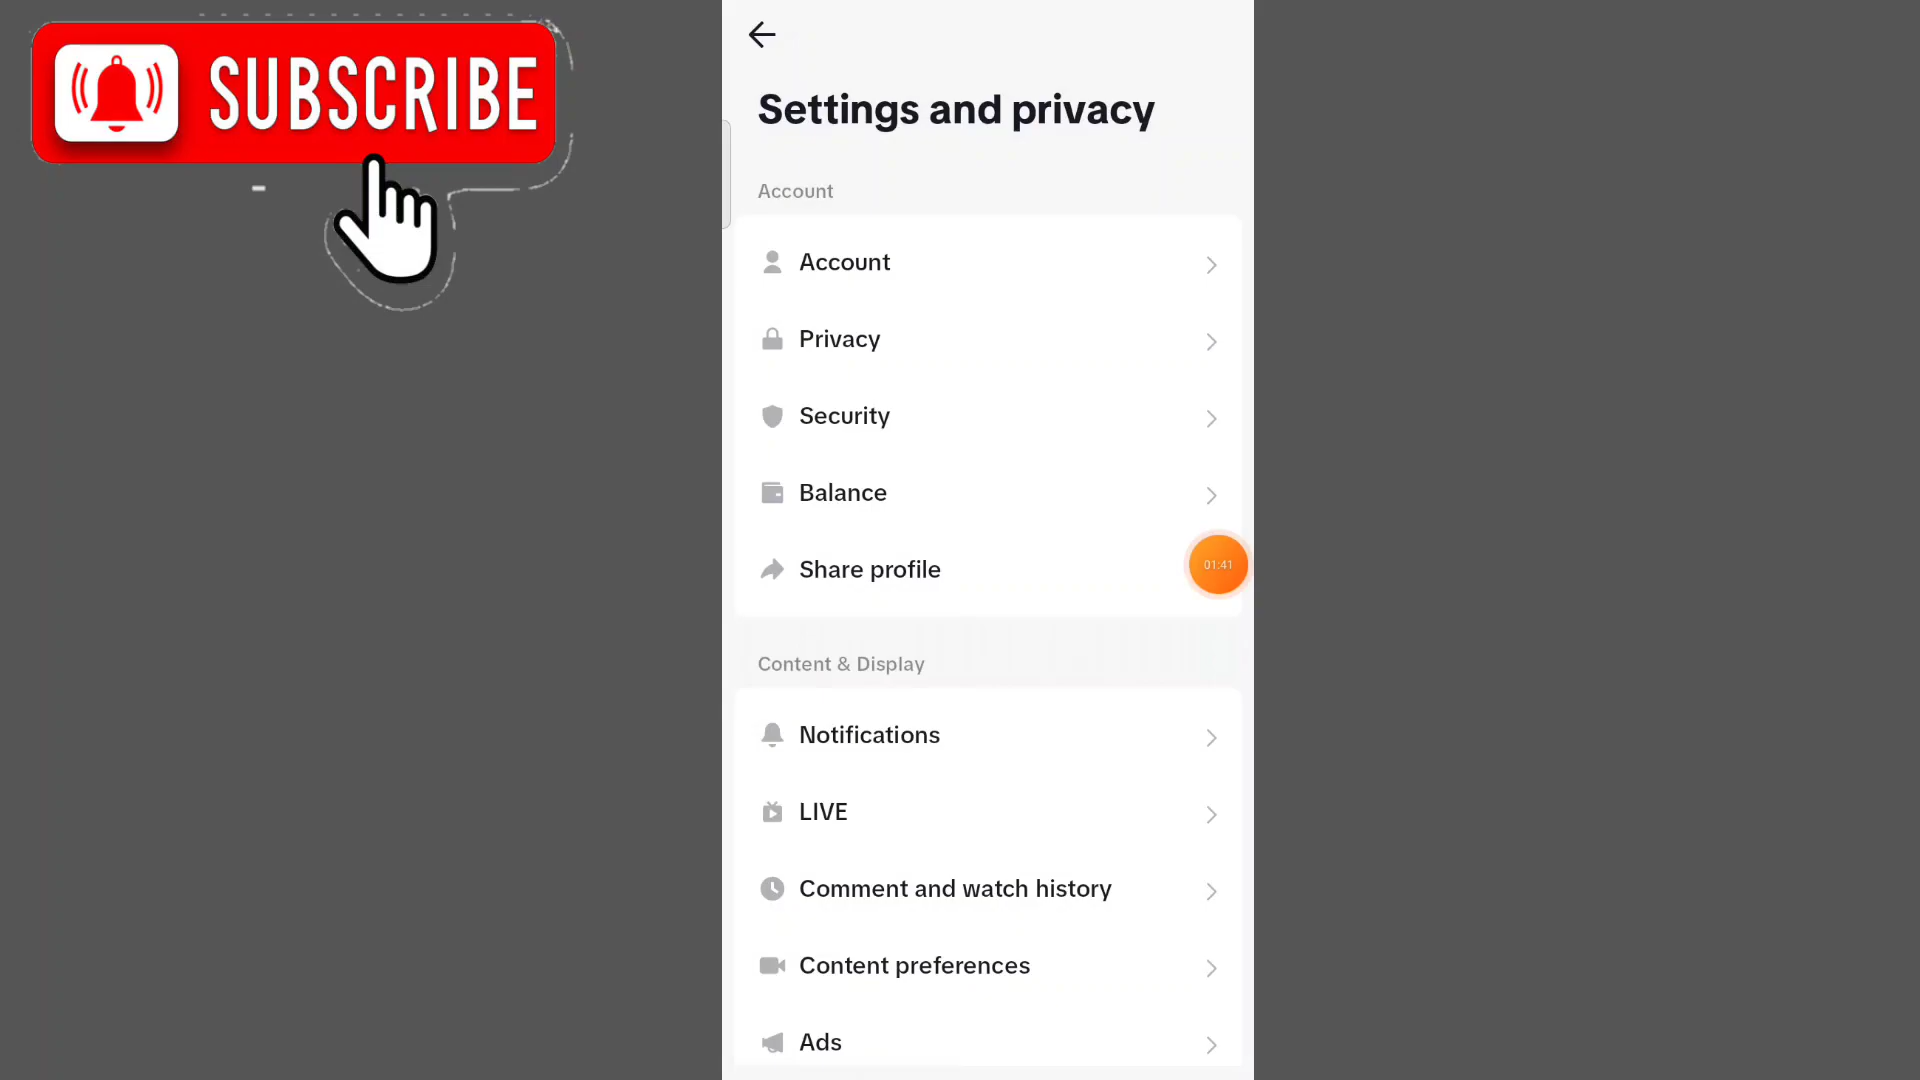 SUBSCRIBE
Settings and privacy
Account
Account
Privacy
Security
Balance
Share profile
01:41
Content & Display
Notifications
LIVE
Comment and watch history
Content preferences
Ads